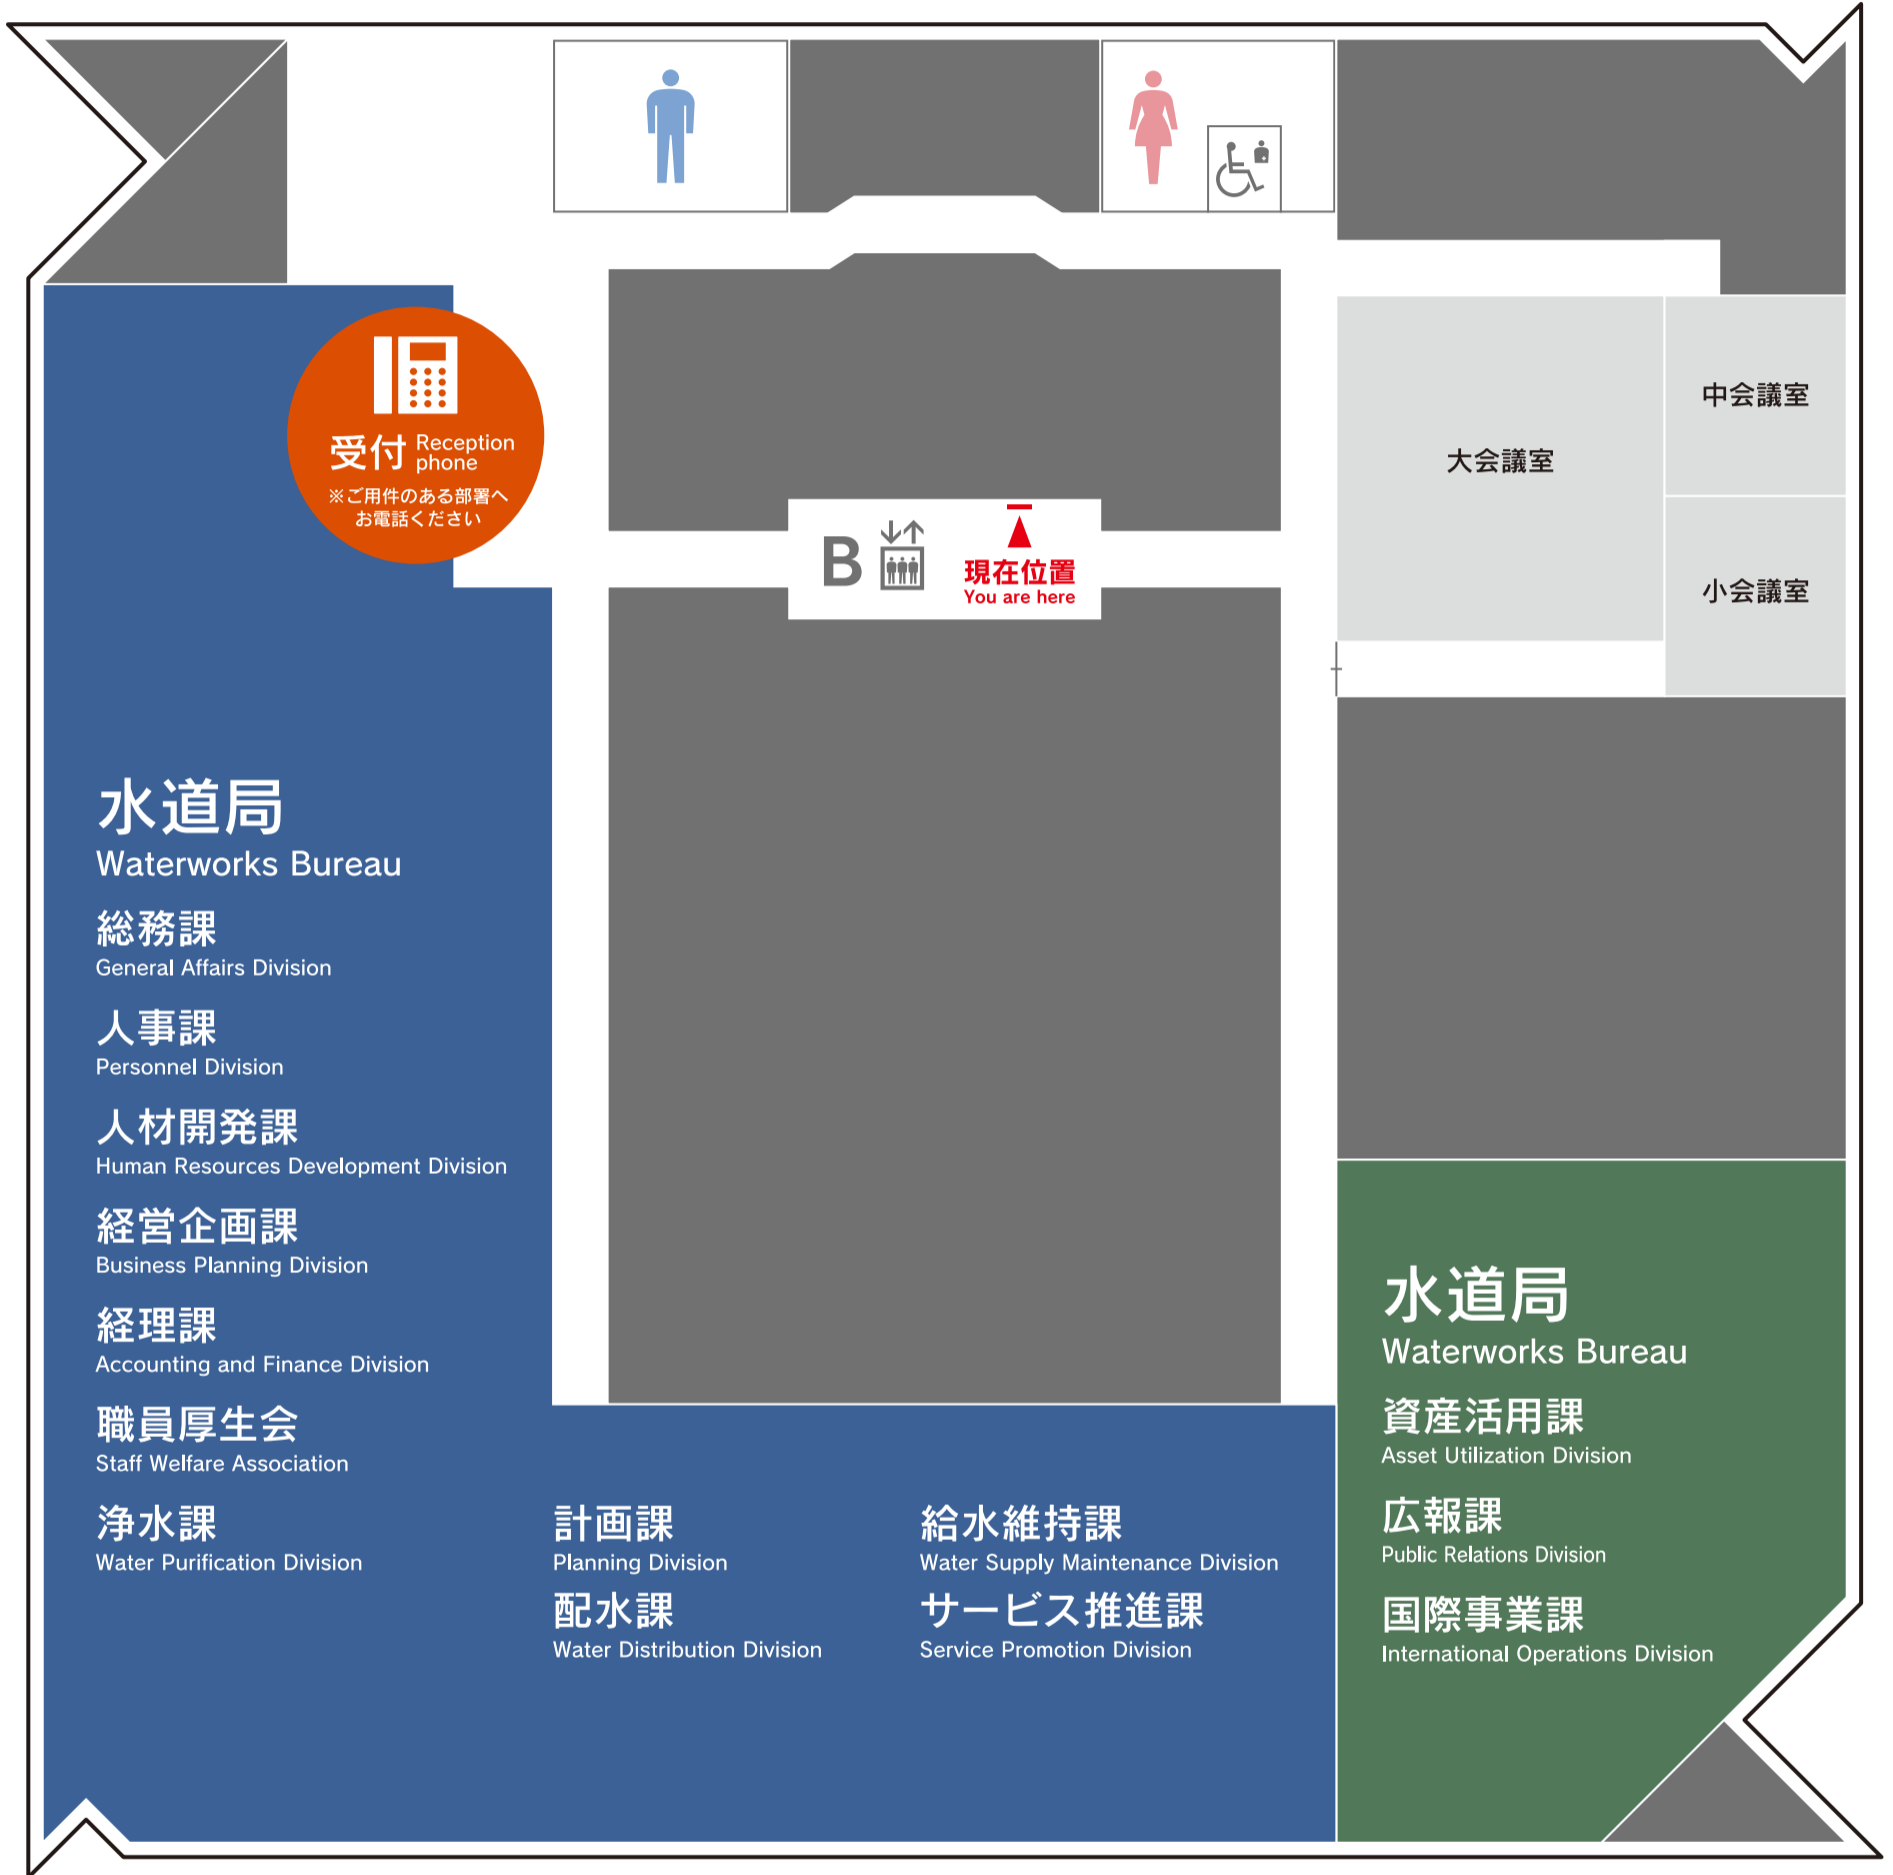 受付 Reception phone
※ご用件のある部署へ
お電話ください
B
現在位置
You are here
大会議室
中会議室
小会議室
水道局
Waterworks Bureau
総務課
General Affairs Division
人事課
Personnel Division
人材開発課
Human Resources Development Division
経営企画課
Business Planning Division
経理課
Accounting and Finance Division
職員厚生会
Staff Welfare Association
浄水課
Water Purification Division
計画課
Planning Division
配水課
Water Distribution Division
給水維持課
Water Supply Maintenance Division
サービス推進課
Service Promotion Division
水道局
Waterworks Bureau
資産活用課
Asset Utilization Division
広報課
Public Relations Division
国際事業課
International Operations Division